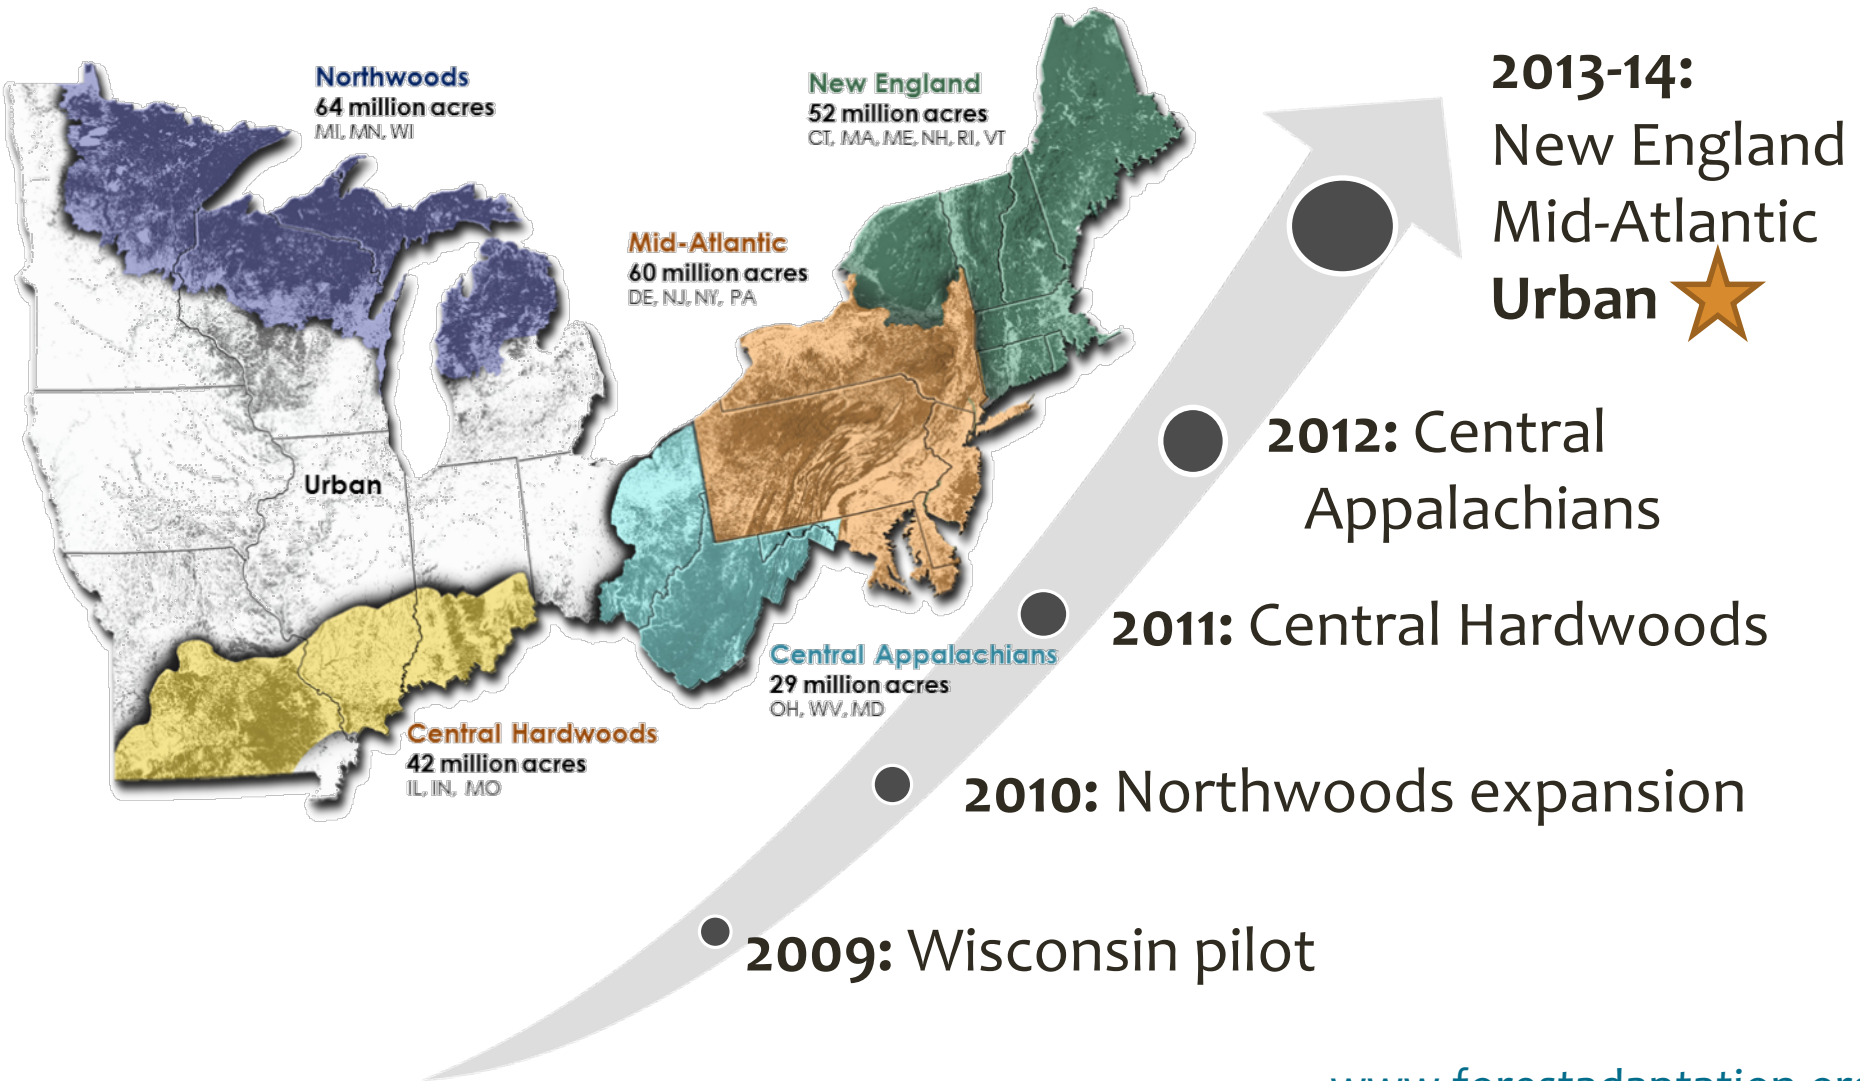 Northwoods
64 million acres
MI, MN, WI
New England
52 million acres
CT, MA, ME, NH, RI, VT
Mid-Atlantic
60 million acres
DE, NJ, NY, PA
Urban
Central Appalachians
29 million acres
OH, WV, MD
Central Hardwoods
42 million acres
IL, IN, MO
2013-14:
New England
Mid-Atlantic
Urban
2012: Central
Appalachians
2011: Central Hardwoods
2010: Northwoods expansion
2009: Wisconsin pilot
www.forestadaptation.org